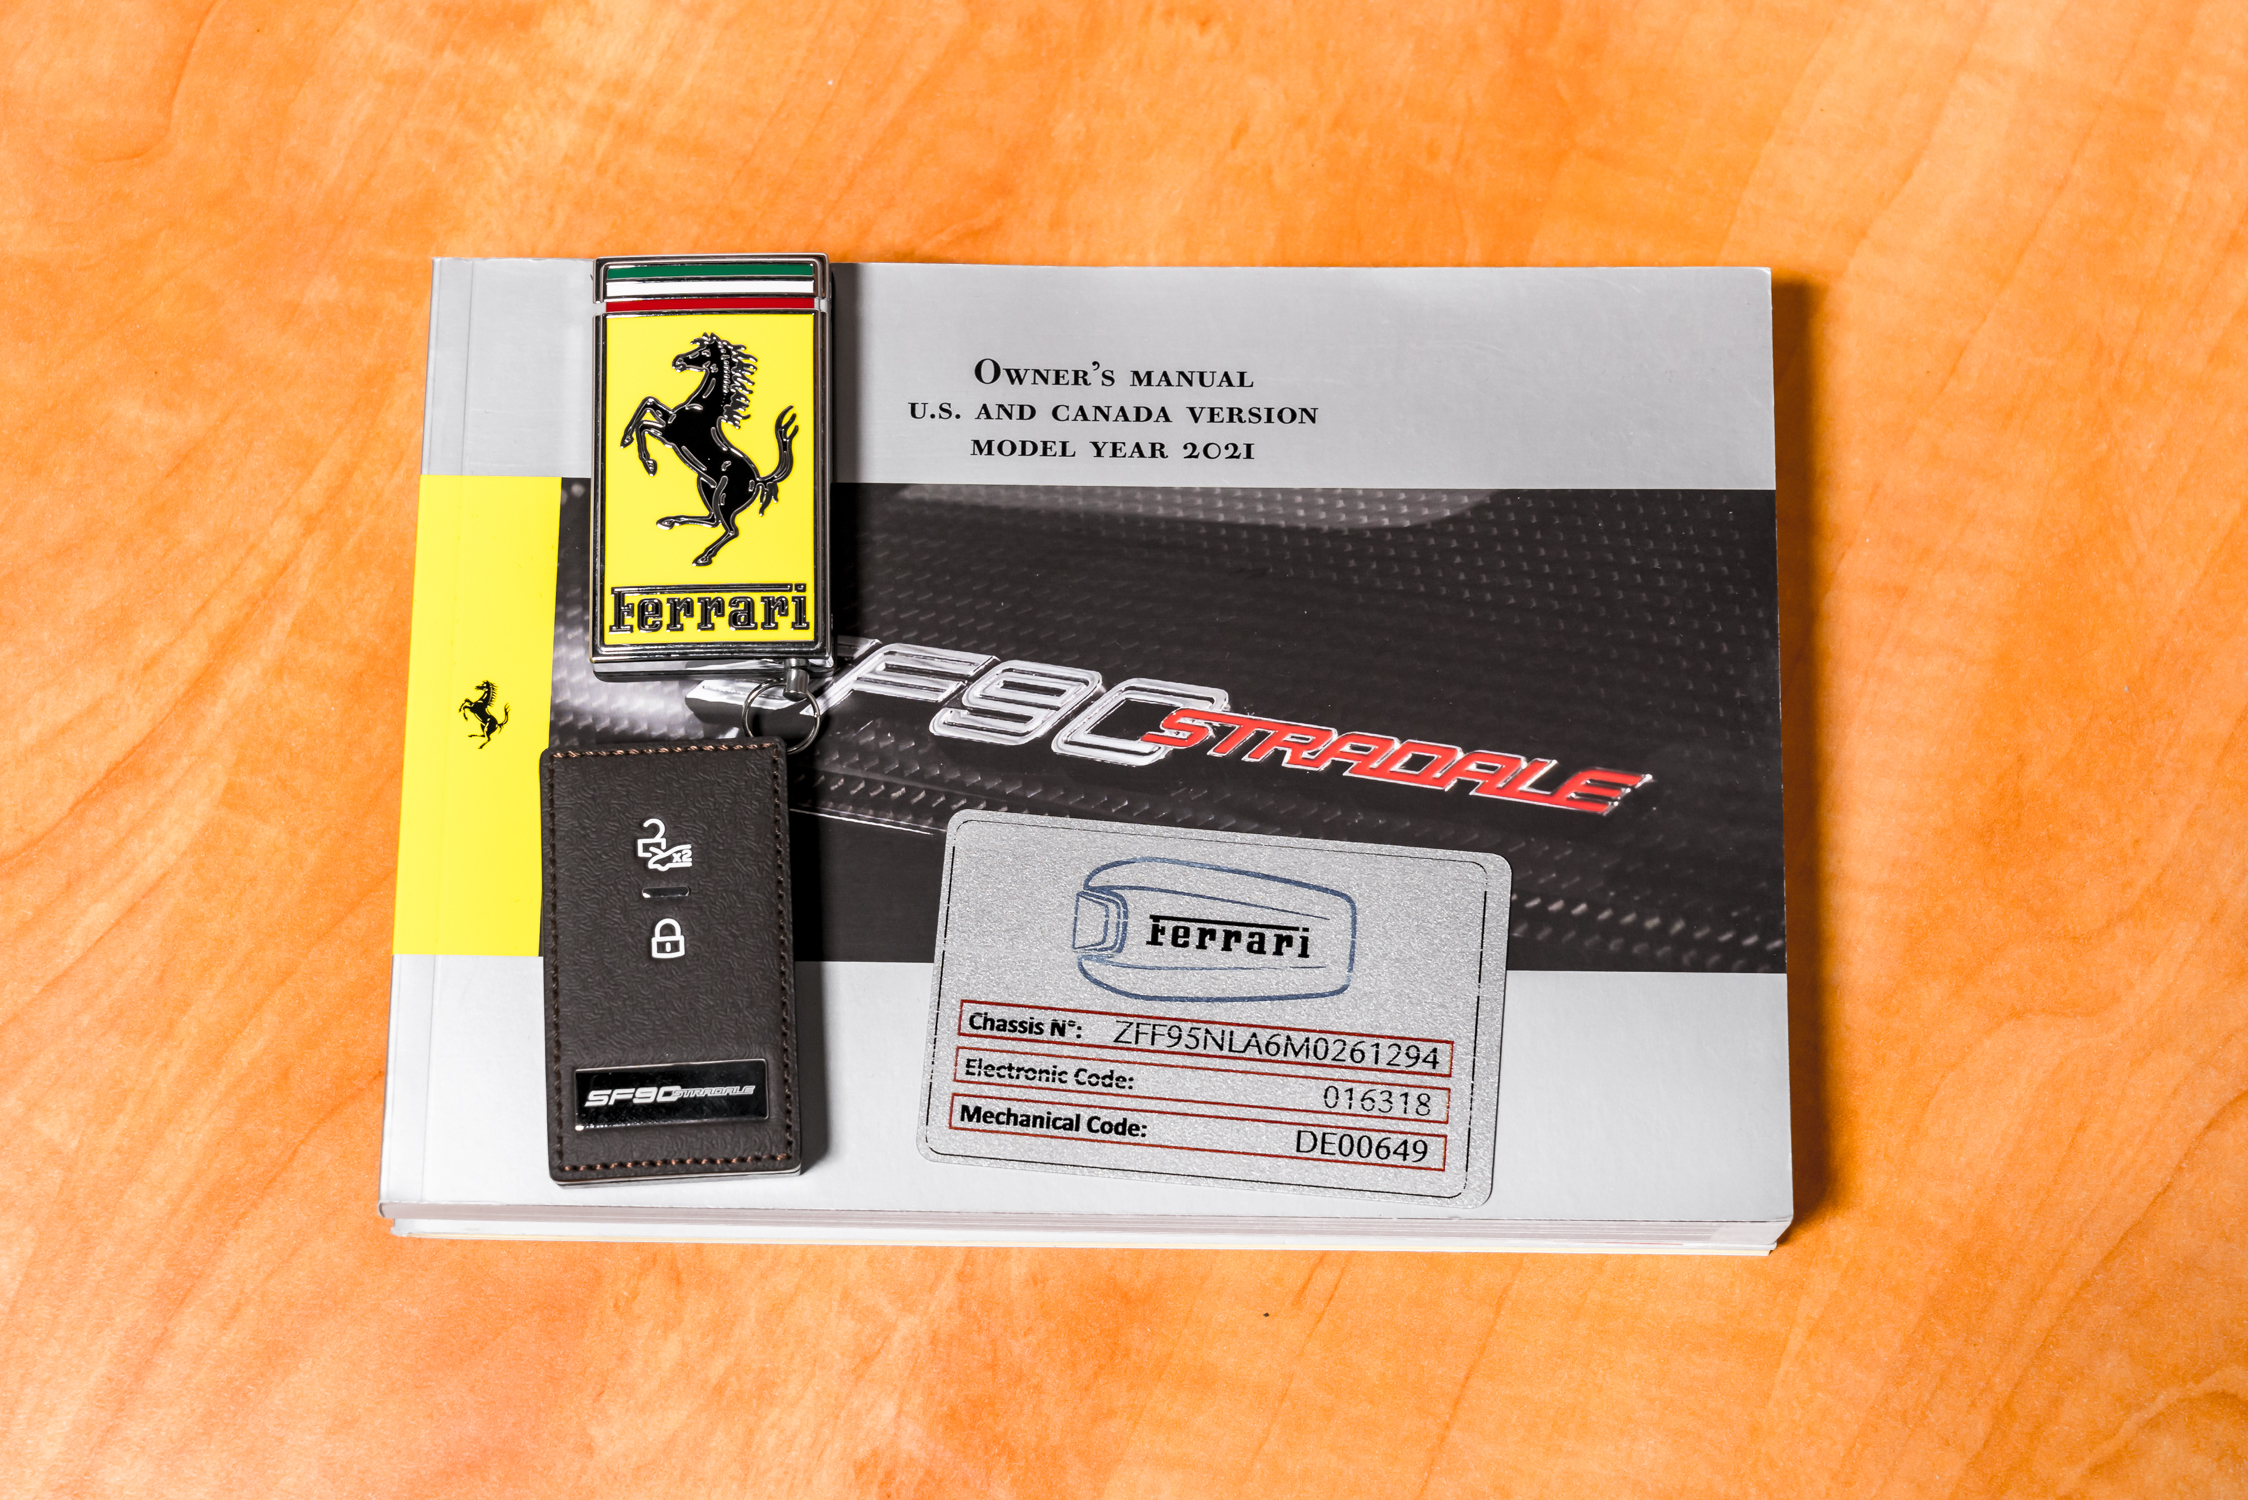 Owner's manual
U.S. and Canada version
model year 2021
Ferrari
SF90 STRADALE
x2
SF90 STRADALE
Ferrari
Chassis N°: ZFF95NLA6M0261294
Electronic Code: 016318
Mechanical Code: DE00649